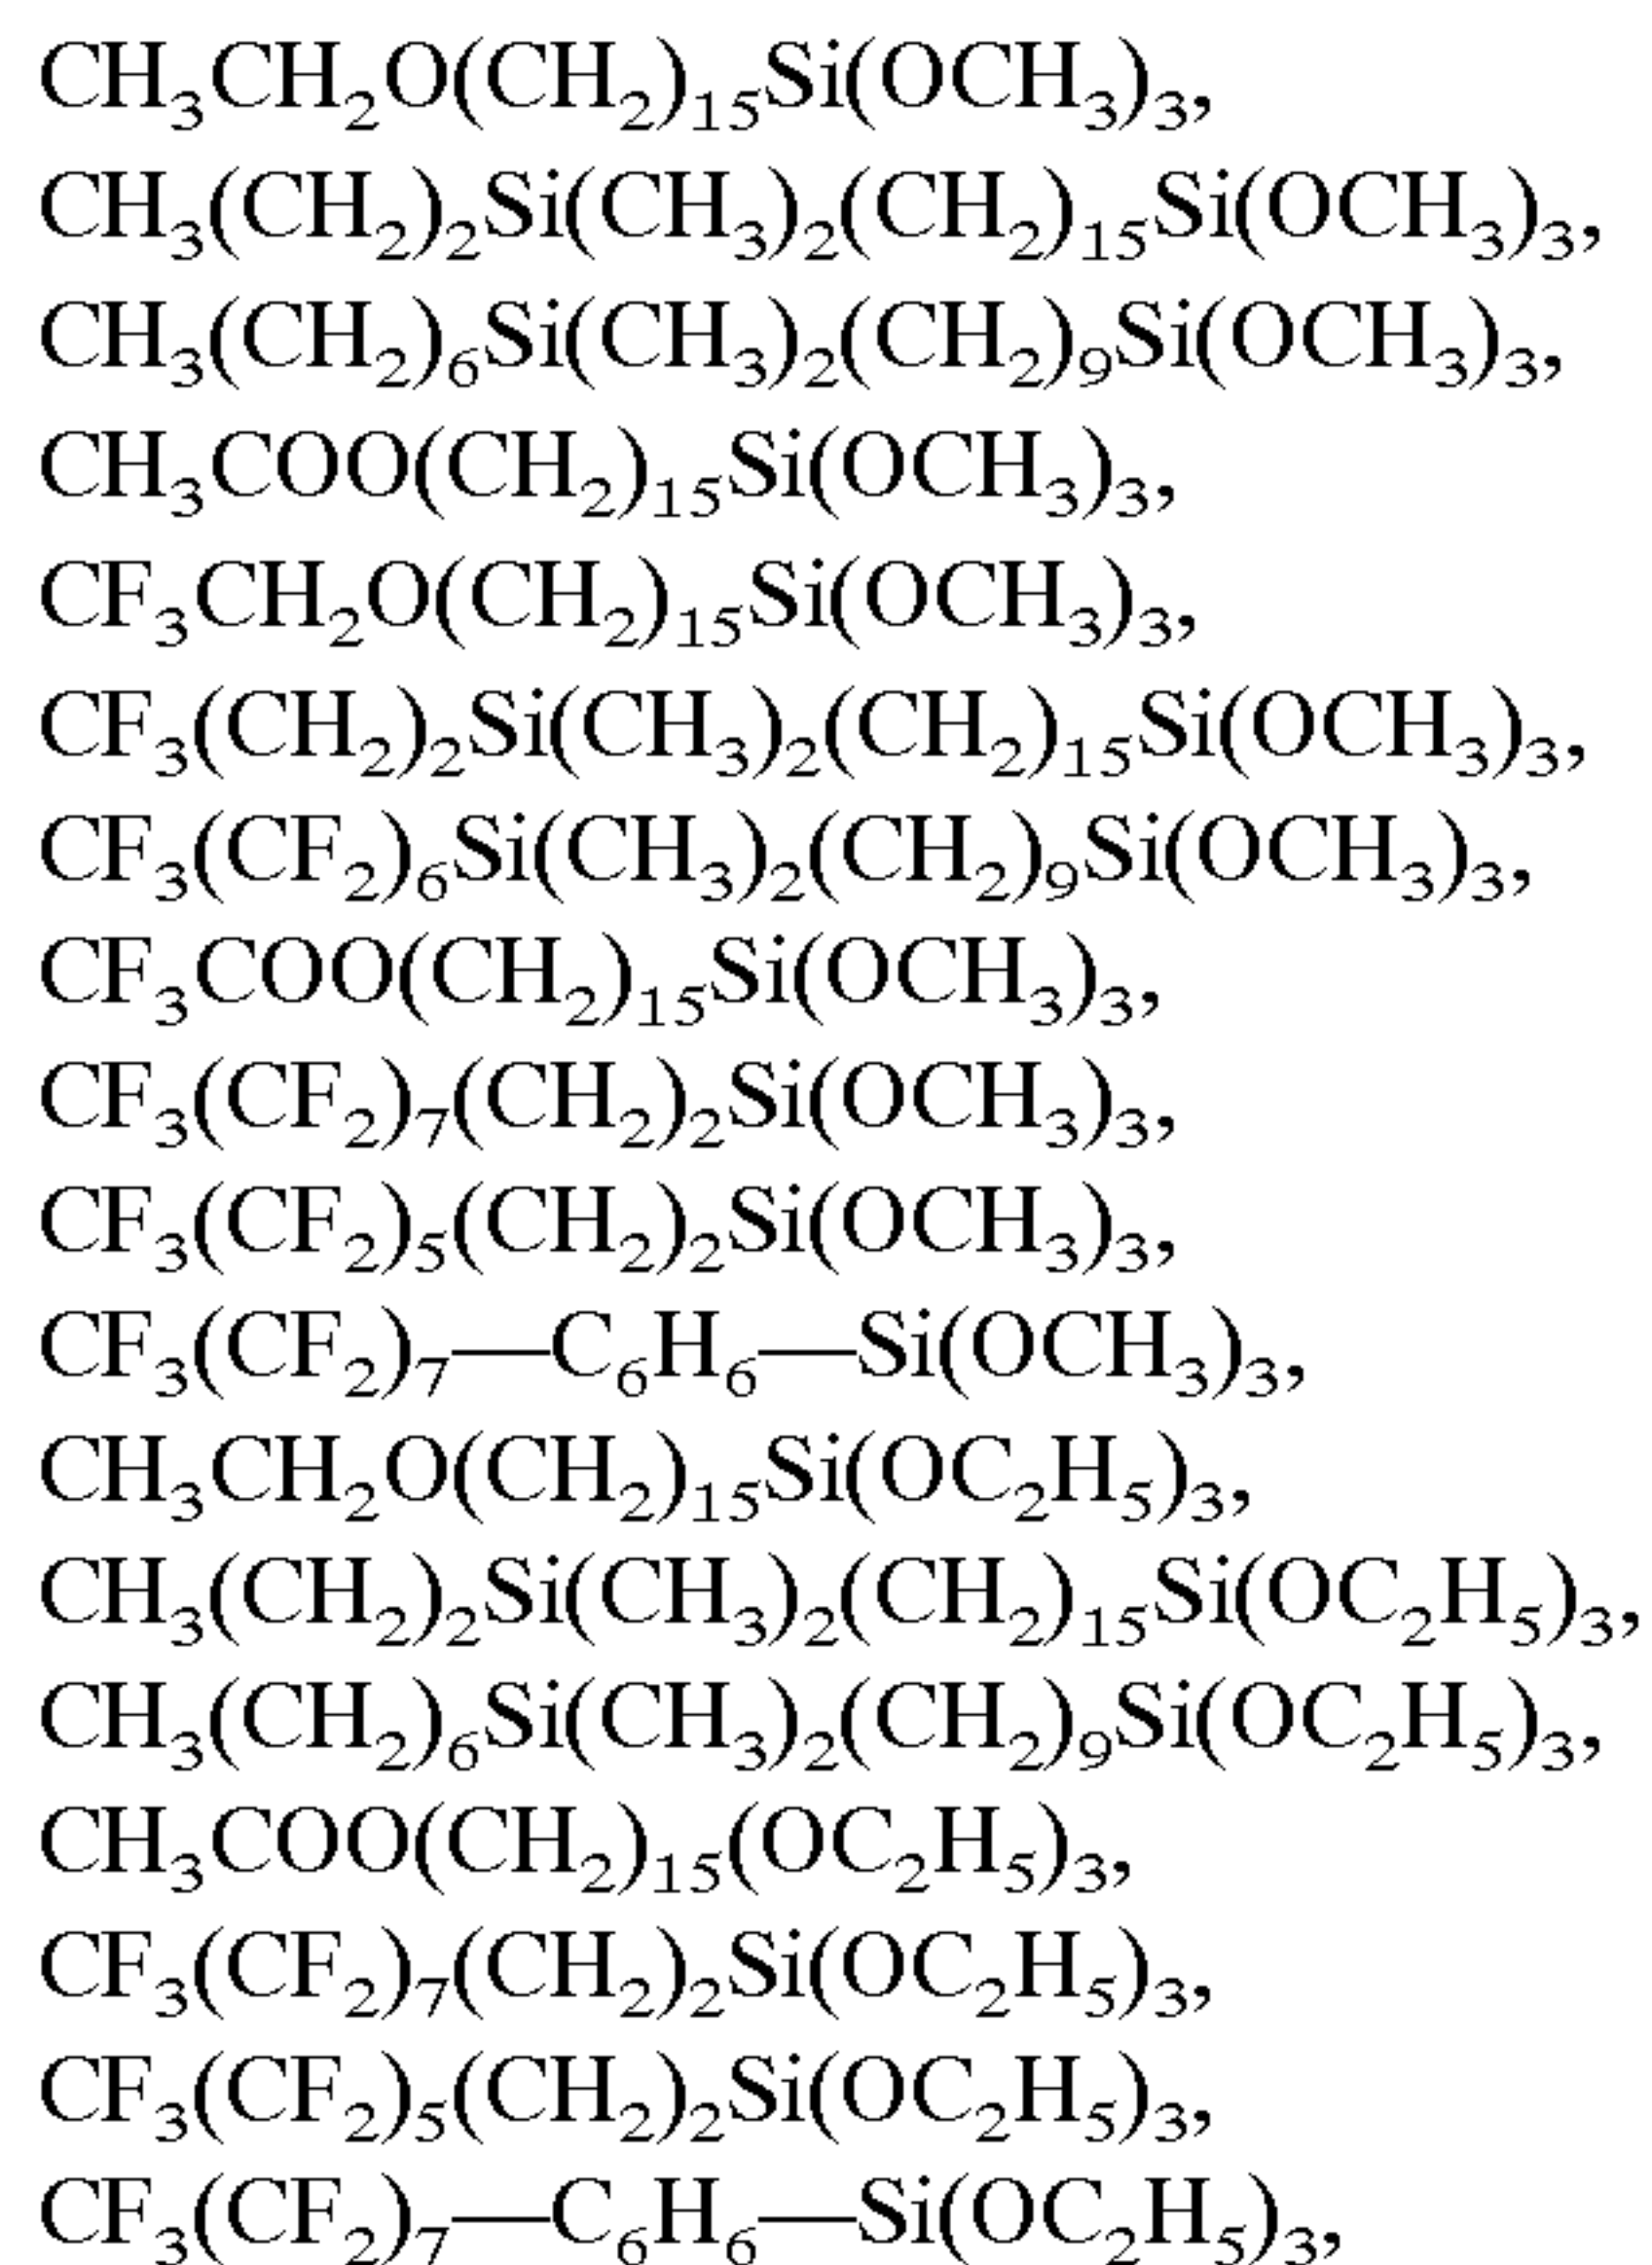 CH₃CH₂O(CH₂)₁₅Si(OCH₃)₃,
CH₃(CH₂)₂Si(CH₃)₂(CH₂)₁₅Si(OCH₃)₃,
CH₃(CH₂)₆Si(CH₃)₂(CH₂)₉Si(OCH₃)₃,
CH₃COO(CH₂)₁₅Si(OCH₃)₃,
CF₃CH₂O(CH₂)₁₅Si(OCH₃)₃,
CF₃(CH₂)₂Si(CH₃)₂(CH₂)₁₅Si(OCH₃)₃,
CF₃(CF₂)₆Si(CH₃)₂(CH₂)₉Si(OCH₃)₃,
CF₃COO(CH₂)₁₅Si(OCH₃)₃,
CF₃(CF₂)₇(CH₂)₂Si(OCH₃)₃,
CF₃(CF₂)₅(CH₂)₂Si(OCH₃)₃,
CF₃(CF₂)₇—C₆H₆—Si(OCH₃)₃,
CH₃CH₂O(CH₂)₁₅Si(OC₂H₅)₃,
CH₃(CH₂)₂Si(CH₃)₂(CH₂)₁₅Si(OC₂H₅)₃,
CH₃(CH₂)₆Si(CH₃)₂(CH₂)₉Si(OC₂H₅)₃,
CH₃COO(CH₂)₁₅(OC₂H₅)₃,
CF₃(CF₂)₇(CH₂)₂Si(OC₂H₅)₃,
CF₃(CF₂)₅(CH₂)₂Si(OC₂H₅)₃,
CF₃(CF₂)₇—C₆H₆—Si(OC₂H₅)₃,